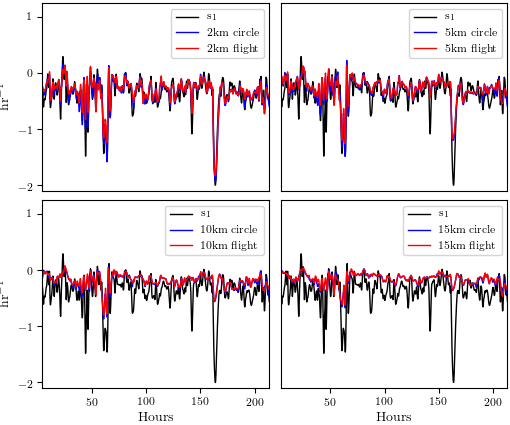 s₁
2km circle
2km flight
s₁
5km circle
5km flight
1
0
−1
−2
hr⁻¹
s₁
10km circle
10km flight
s₁
15km circle
15km flight
1
0
−1
−2
hr⁻¹
50 100 150 200
50 100 150 200
Hours
Hours